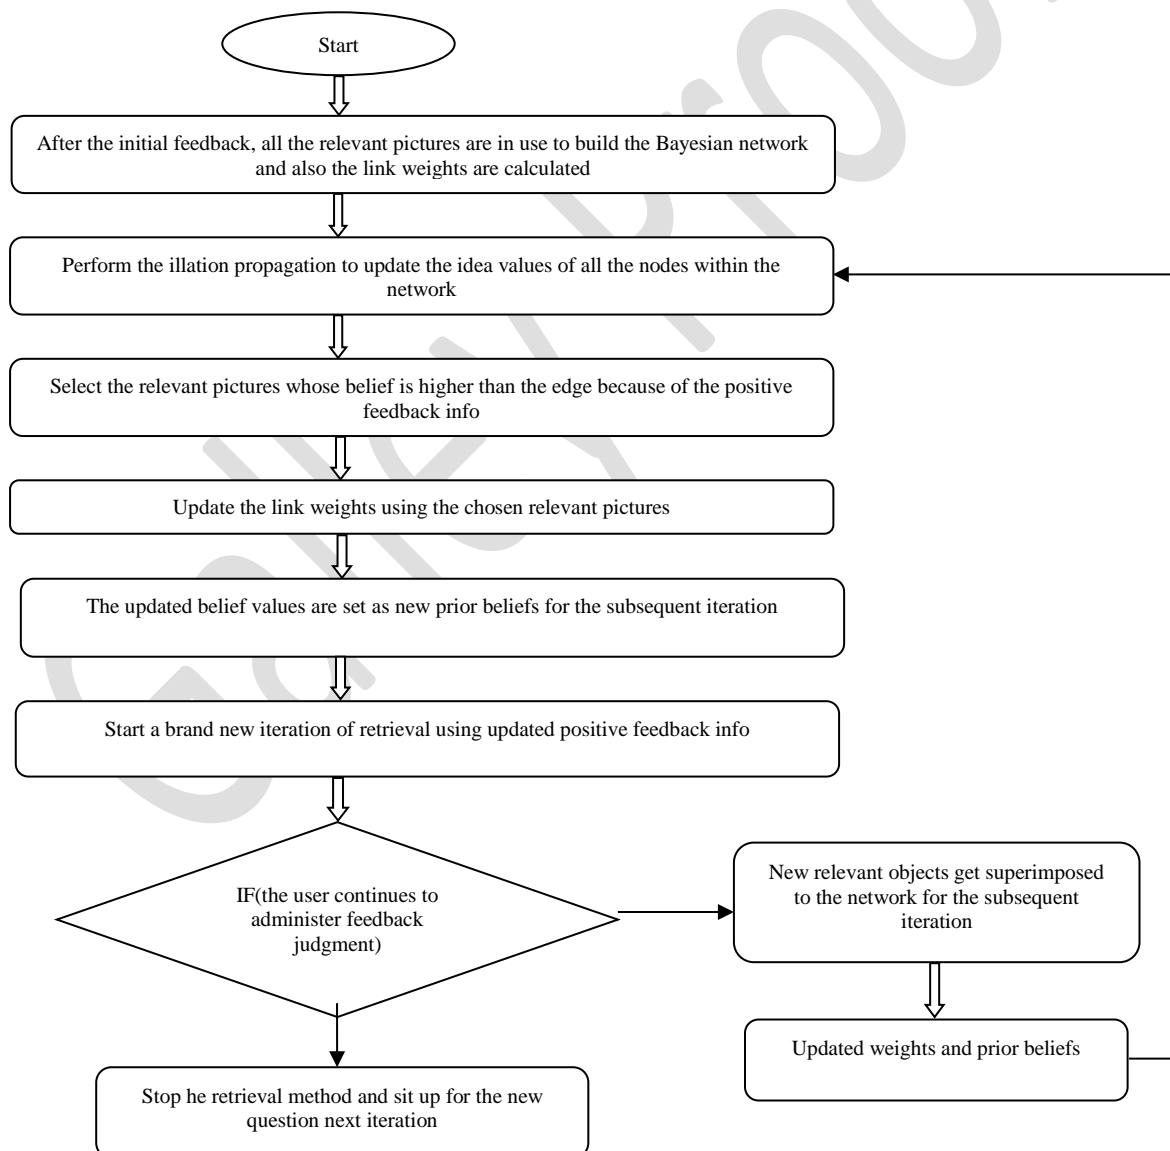 Start
After the initial feedback, all the relevant pictures are in use to build the Bayesian network
and also the link weights are calculated
Perform the illation propagation to update the idea values of all the nodes within the
network
Select the relevant pictures whose belief is higher than the edge because of the positive
feedback info
Update the link weights using the chosen relevant pictures
The updated belief values are set as new prior beliefs for the subsequent iteration
Start a brand new iteration of retrieval using updated positive feedback info
IF(the user continues to
administer feedback
judgment)
New relevant objects get superimposed
to the network for the subsequent
iteration
Updated weights and prior beliefs
Stop he retrieval method and sit up for the new
question next iteration
Galley Proo